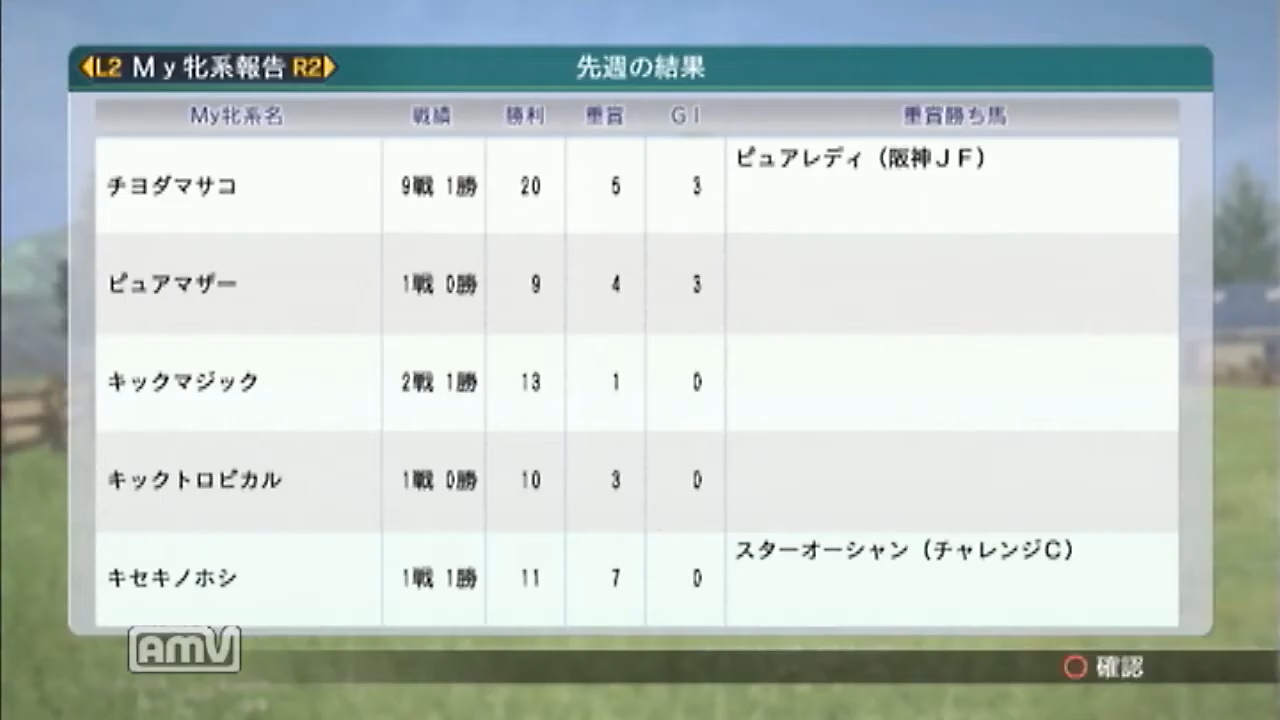 L2 My牝系報告 R2 先週の結果
My牝系名 戦績 勝利 重賞 GⅠ 重賞勝ち馬
チヨダマサコ 9戦 1勝 20 5 3 ピュアレディ(阪神JF)
ピュアマザー 1戦 0勝 9 4 3
キックマジック 2戦 1勝 13 1 0
キックトロピカル 1戦 0勝 10 3 0
キセキノホシ 1戦 1勝 11 7 0 スターオーシャン(チャレンジC)
AMV
確認